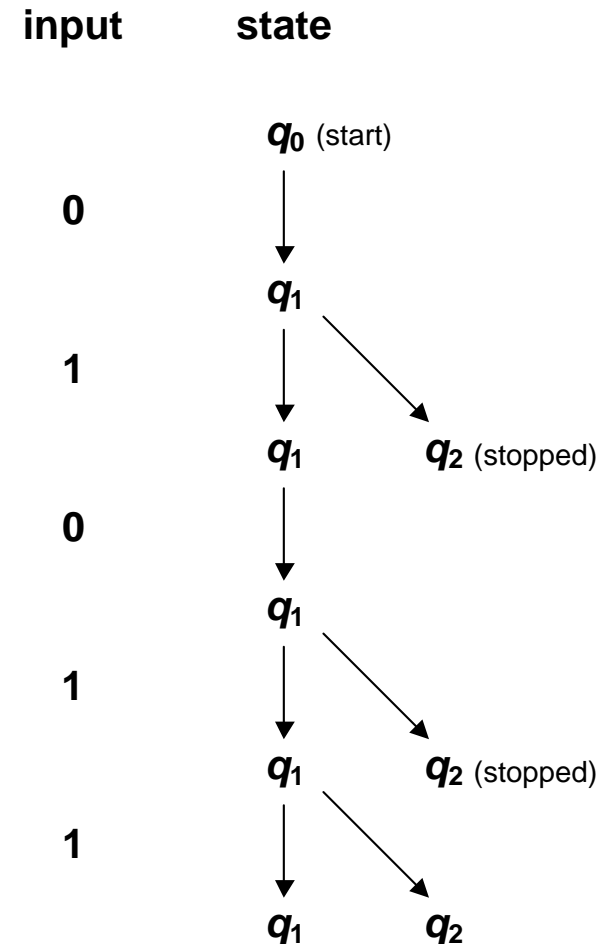 input state
q0 (start)
0
q1
1
q1 q2 (stopped)
0
q1
1
q1 q2 (stopped)
1
q1 q2